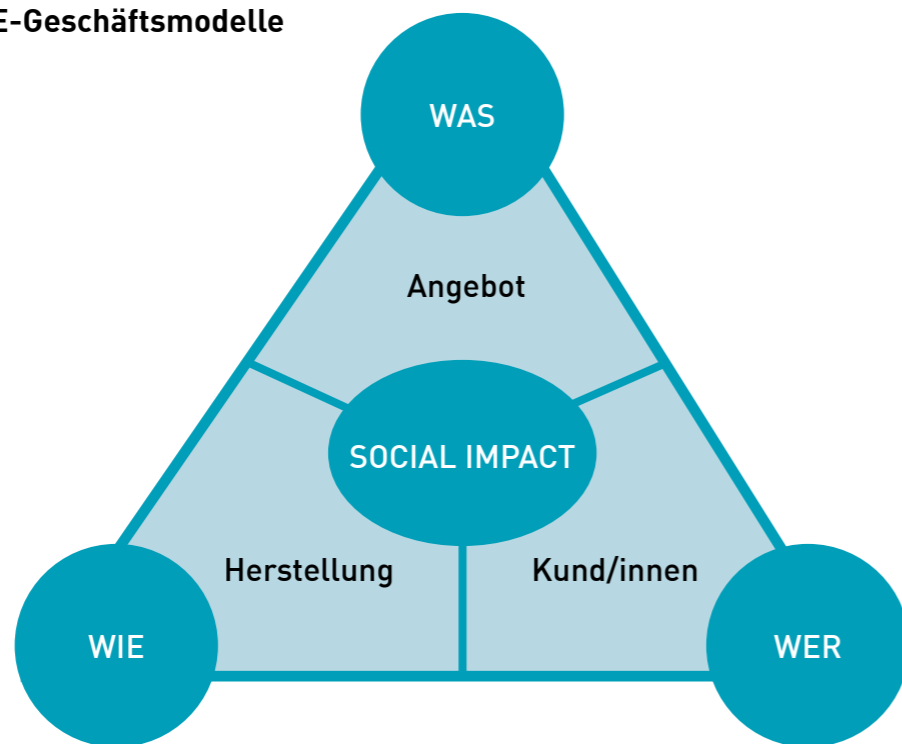 E-Geschäftsmodelle
WAS
Angebot
SOCIAL IMPACT
Herstellung
Kund/innen
WIE
WER